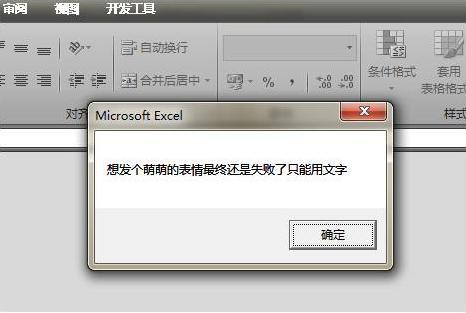 审阅 视图 开发工具
自动换行
合并后居中
%
,
条件格式
套用
表格格式
对齐
样式
Microsoft Excel
想发个萌萌的表情最终还是失败了只能用文字
确定